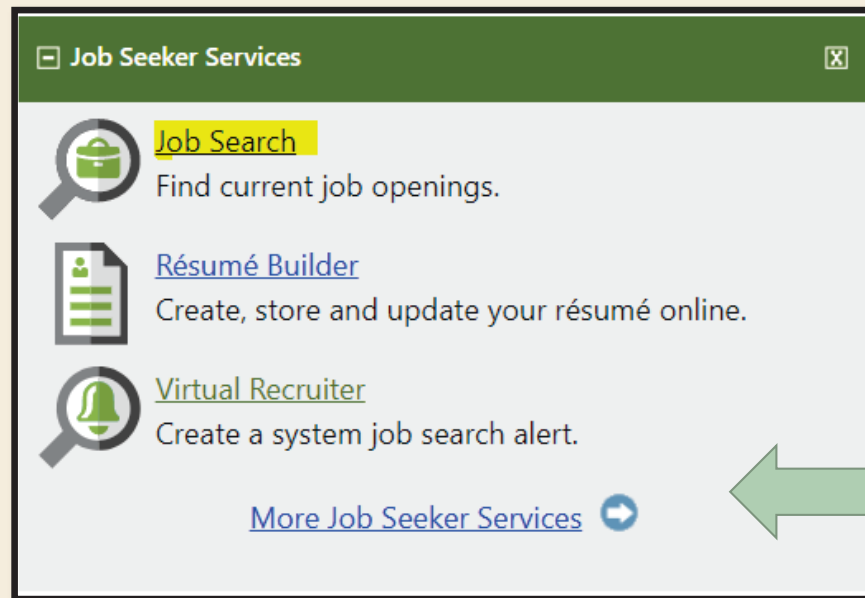 Job Seeker Services
Job Search
Find current job openings.
Résumé Builder
Create, store and update your résumé online.
Virtual Recruiter
Create a system job search alert.
More Job Seeker Services